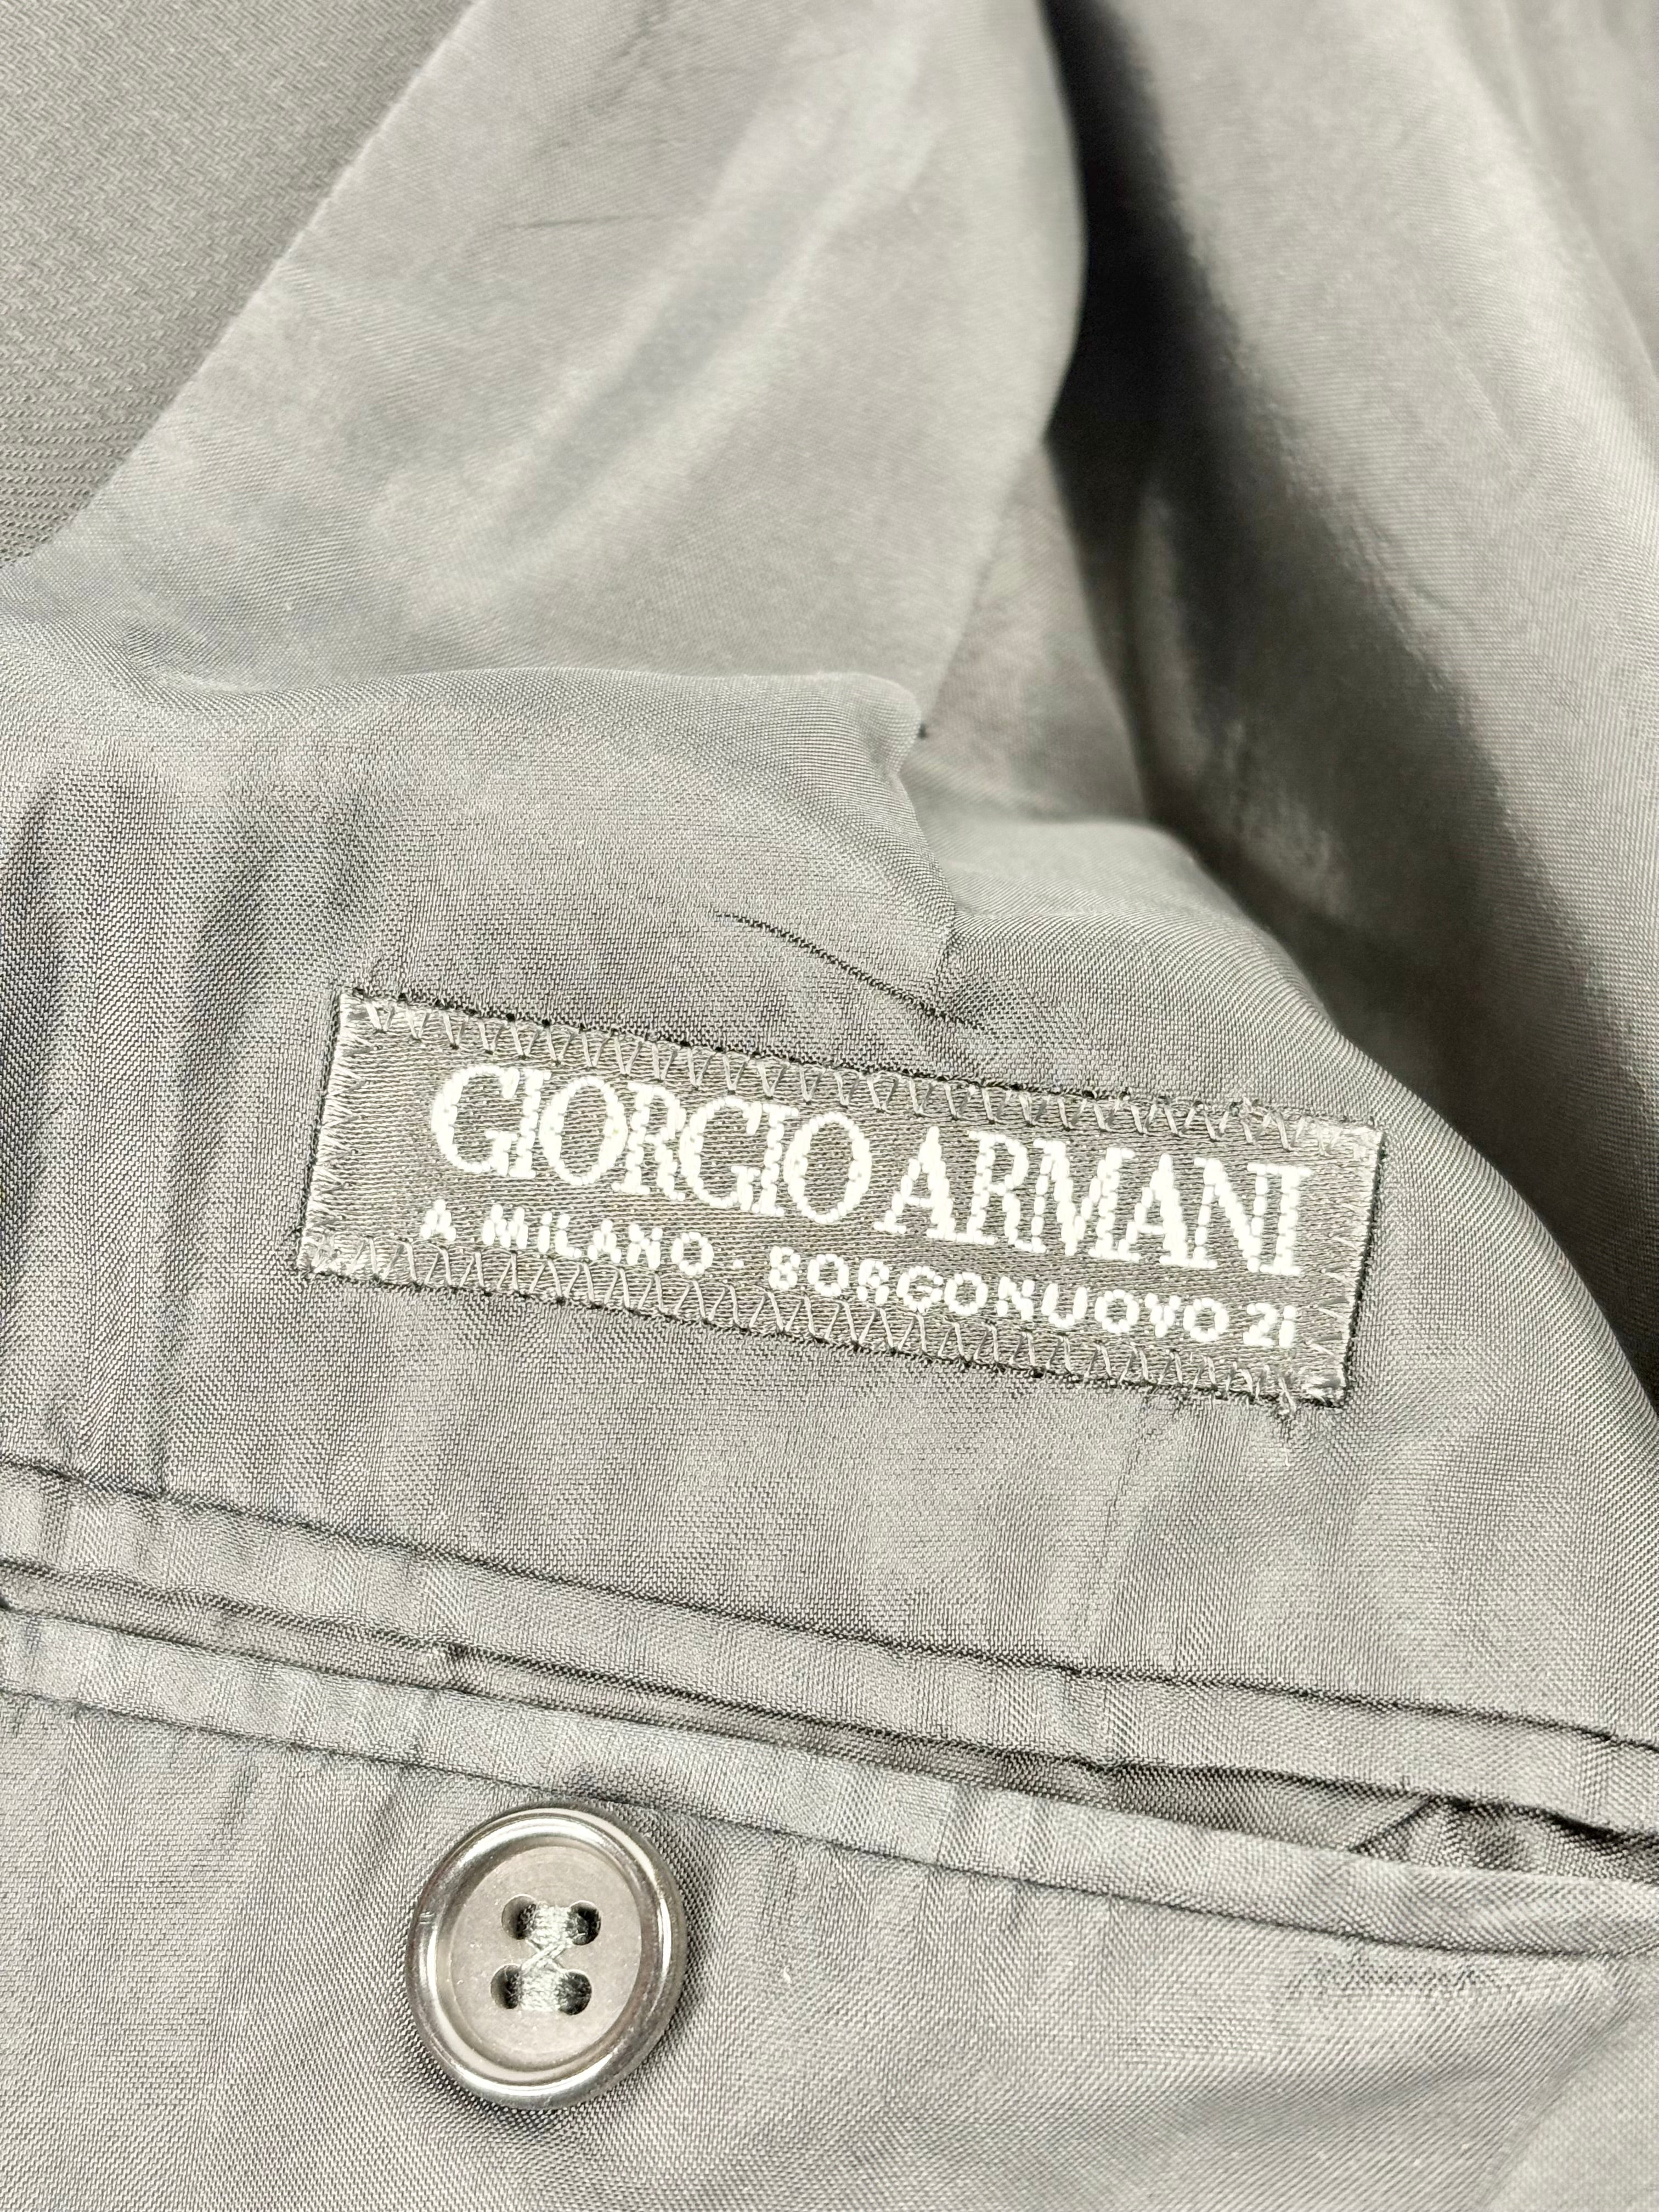 GIORGIO ARMANI
A MILANO . BORGONUOVO 21